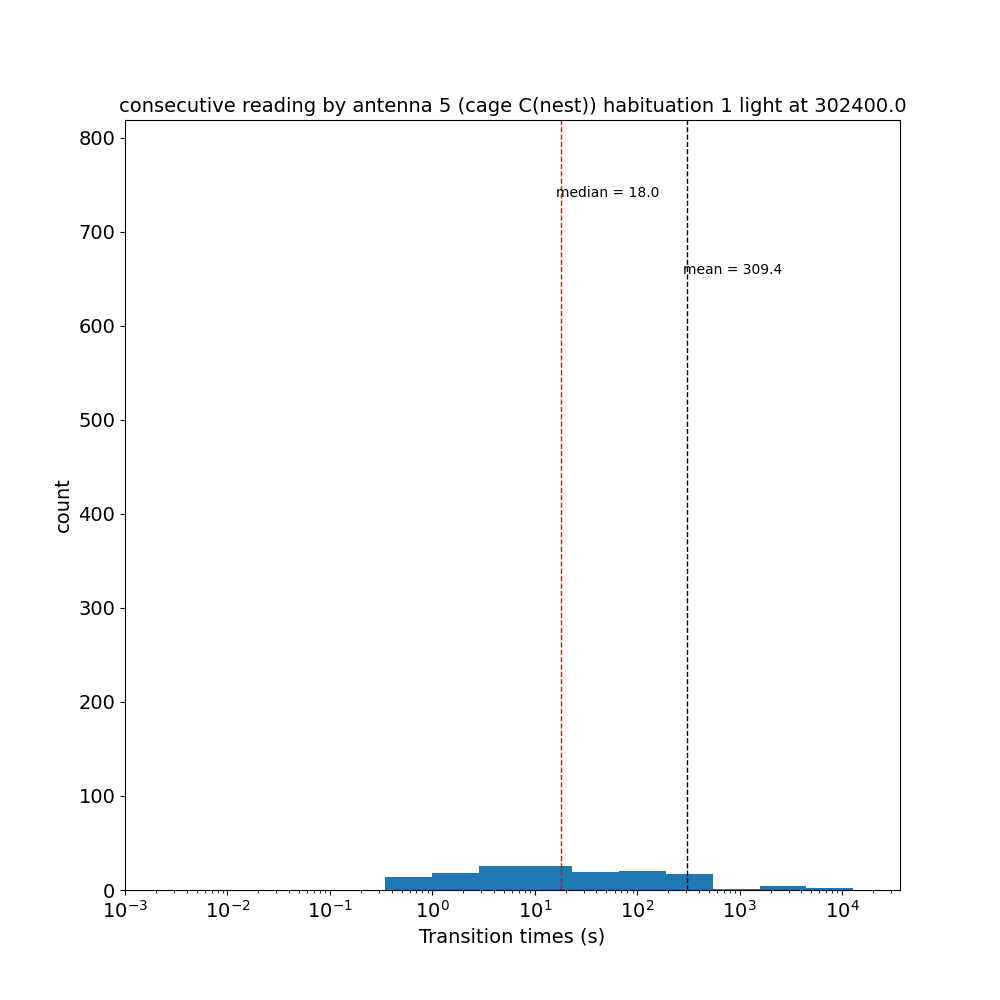 consecutive reading by antenna 5 (cage C(nest)) habituation 1 light at 302400.0
800
median = 18.0
700
mean = 309.4
600
500
400
300
200
100
0
count
10⁻³ 10⁻² 10⁻¹ 10⁰ 10¹ 10² 10³ 10⁴
Transition times (s)